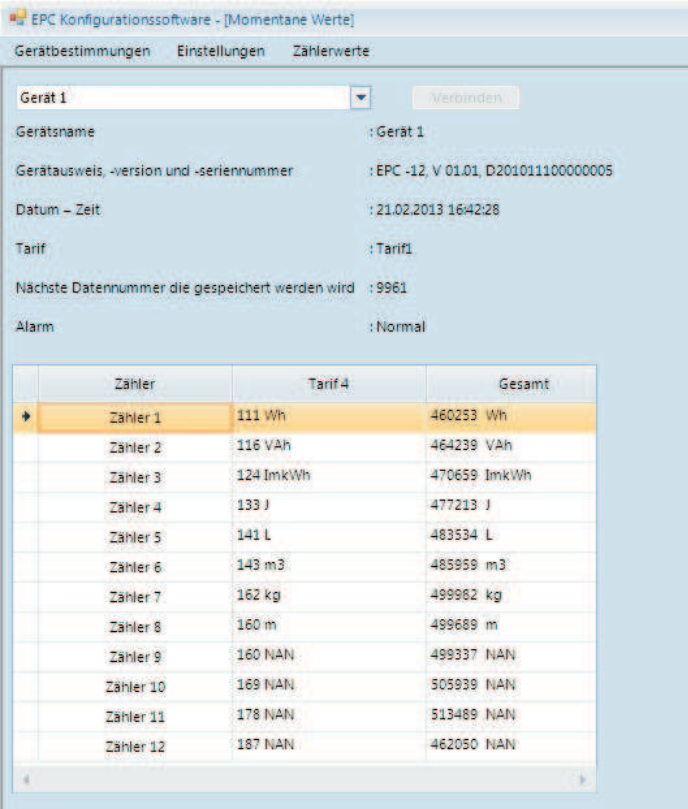 EPC Konfigurationssoftware - [Momentane Werte]
Gerätbestimmungen Einstellungen Zählerwerte
Gerät 1 Verbinden
Gerätsname : Gerät 1
Gerätausweis, -version und -seriennummer : EPC -12, V 01.01, D201011100000005
Datum – Zeit : 21.02.2013 16:42:28
Tarif : Tarif1
Nächste Datennummer die gespeichert werden wird : 9961
Alarm : Normal
Zähler Tarif 4 Gesamt
Zähler 1 111 Wh 460253 Wh
Zähler 2 116 VAh 464239 VAh
Zähler 3 124 ImkWh 470659 ImkWh
Zähler 4 133 J 477213 J
Zähler 5 141 L 483534 L
Zähler 6 143 m3 485959 m3
Zähler 7 162 kg 499982 kg
Zähler 8 160 m 499689 m
Zähler 9 160 NAN 499337 NAN
Zähler 10 169 NAN 505939 NAN
Zähler 11 178 NAN 513489 NAN
Zähler 12 187 NAN 462050 NAN